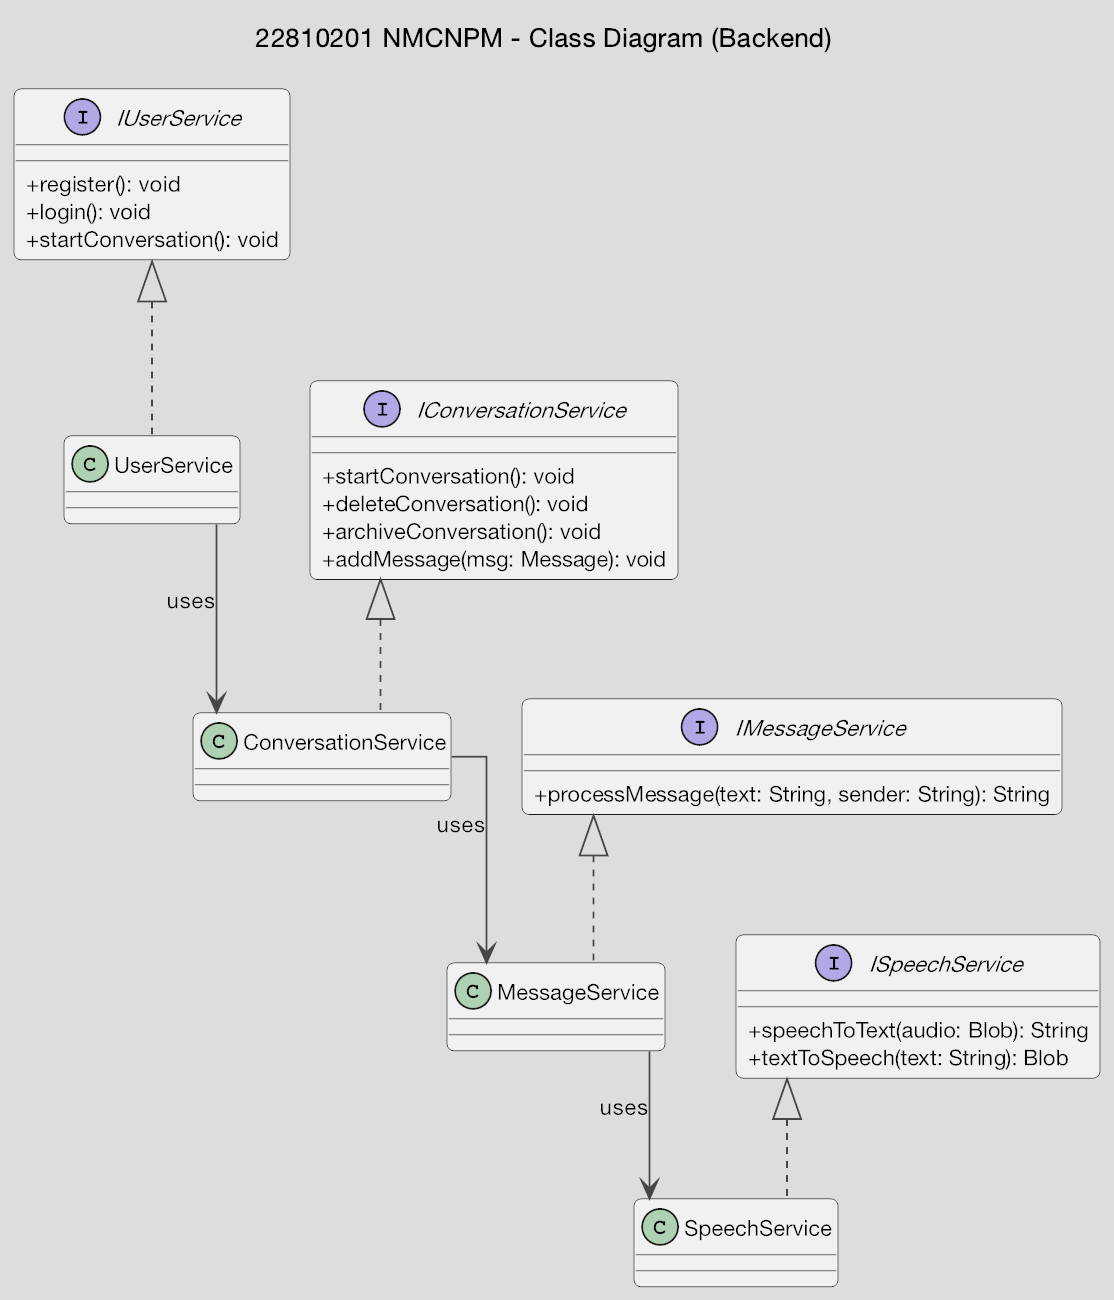 22810201 NMCNPM - Class Diagram (Backend)
I IUserService
+register(): void
+login(): void
+startConversation(): void
C UserService
uses
I IConversationService
+startConversation(): void
+deleteConversation(): void
+archiveConversation(): void
+addMessage(msg: Message): void
C ConversationService
uses
I IMessageService
+processMessage(text: String, sender: String): String
C MessageService
uses
I ISpeechService
+speechToText(audio: Blob): String
+textToSpeech(text: String): Blob
C SpeechService